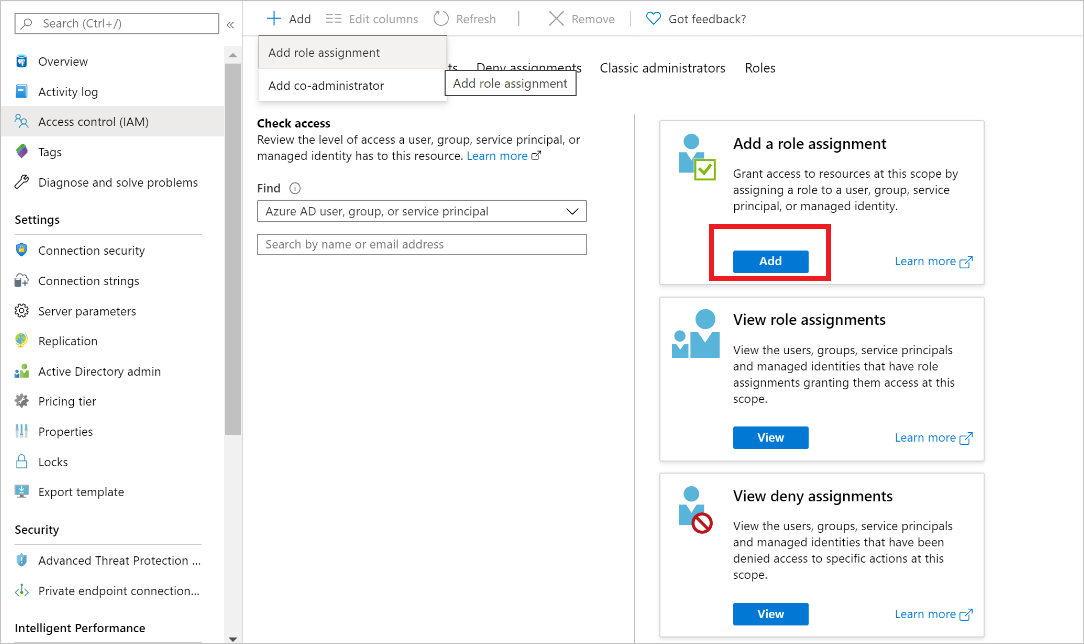 Search (Ctrl+/)
«
Overview
Activity log
Access control (IAM)
Tags
Diagnose and solve problems
Settings
Connection security
Connection strings
Server parameters
Replication
Active Directory admin
Pricing tier
Properties
Locks
Export template
Security
Advanced Threat Protection ...
Private endpoint connection...
Intelligent Performance
Add
Edit columns
Refresh
Remove
Got feedback?
Add role assignment
Add co-administrator
ts
Deny assignments
Classic administrators
Roles
Add role assignment
Check access
Review the level of access a user, group, service principal, or
managed identity has to this resource. Learn more
Find
Azure AD user, group, or service principal
Search by name or email address
Add a role assignment
Grant access to resources at this scope by
assigning a role to a user, group, service
principal, or managed identity.
Add
Learn more
View role assignments
View the users, groups, service principals
and managed identities that have role
assignments granting them access at this
scope.
View
Learn more
View deny assignments
View the users, groups, service principals
and managed identities that have been
denied access to specific actions at this
scope.
View
Learn more